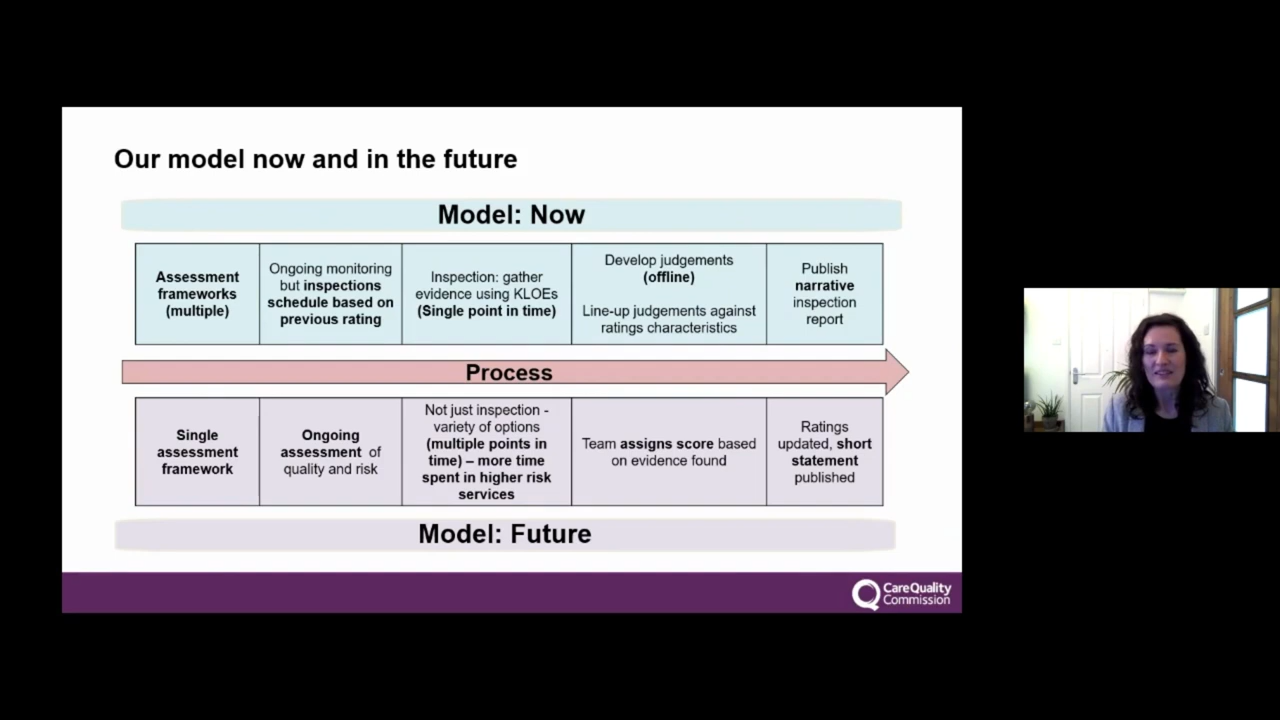 Our model now and in the future
Model: Now
Assessment
frameworks
(multiple)
Ongoing monitoring
but inspections
schedule based on
previous rating
Inspection: gather
evidence using KLOEs
(Single point in time)
Develop judgements
(offline)
Line-up judgements against
ratings characteristics
Publish
narrative
inspection
report
Process
Single
assessment
framework
Ongoing
assessment of
quality and risk
Not just inspection -
variety of options
(multiple points in
time) – more time
spent in higher risk
services
Team assigns score based
on evidence found
Ratings
updated, short
statement
published
Model: Future
CareQuality
Commission